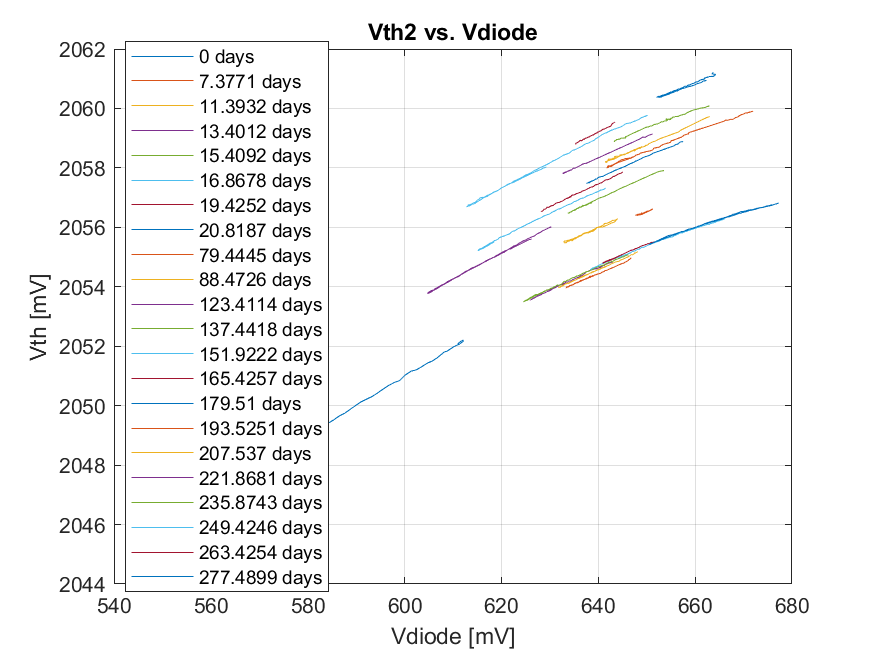 Vth2 vs. Vdiode
2062
2060
2058
2056
2054
2052
2050
2048
2046
2044
Vth [mV]
0 days
7.3771 days
11.3932 days
13.4012 days
15.4092 days
16.8678 days
19.4252 days
20.8187 days
79.4445 days
88.4726 days
123.4114 days
137.4418 days
151.9222 days
165.4257 days
179.51 days
193.5251 days
207.537 days
221.8681 days
235.8743 days
249.4246 days
263.4254 days
277.4899 days
540 560 580 600 620 640 660 680
Vdiode [mV]